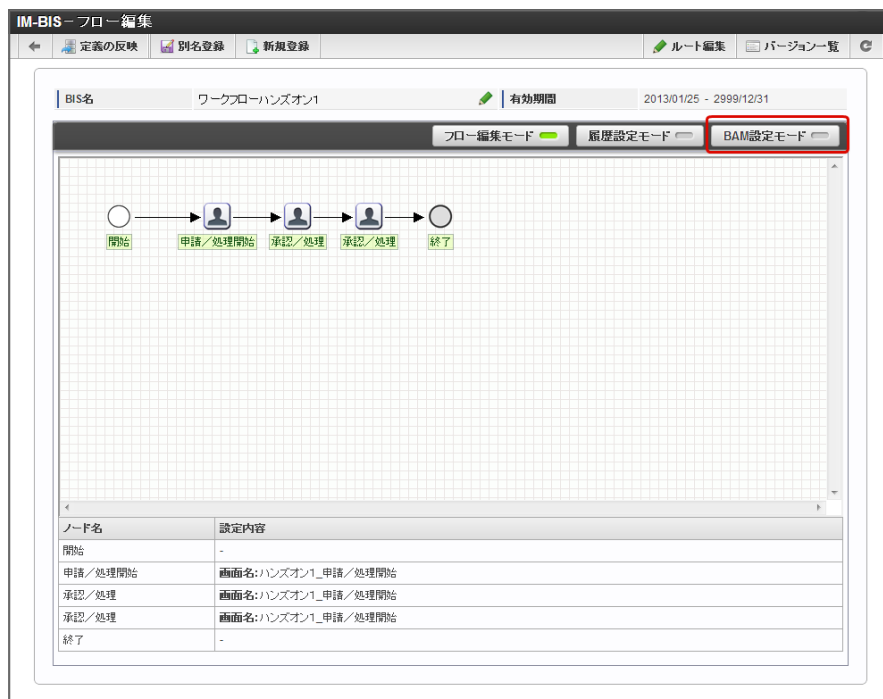 IM-BIS－フロー編集
定義の反映 別名登録 新規登録 ルート編集 バージョン一覧
BIS名 ワークフローハンズオン1 有効期間 2013/01/25 - 2999/12/31
フロー編集モード 履歴設定モード BAM設定モード
開始 申請／処理開始 承認／処理 承認／処理 終了
ノード名 設定内容
開始 -
申請／処理開始 画面名:ハンズオン1_申請／処理開始
承認／処理 画面名:ハンズオン1_申請／処理開始
承認／処理 画面名:ハンズオン1_申請／処理開始
終了 -